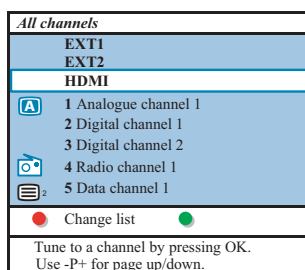 All channels
EXT1
EXT2
HDMI
A 1 Analogue channel 1
2 Digital channel 1
3 Digital channel 2
4 Radio channel 1
2 5 Data channel 1
Change list
Tune to a channel by pressing OK.
Use -P+ for page up/down.